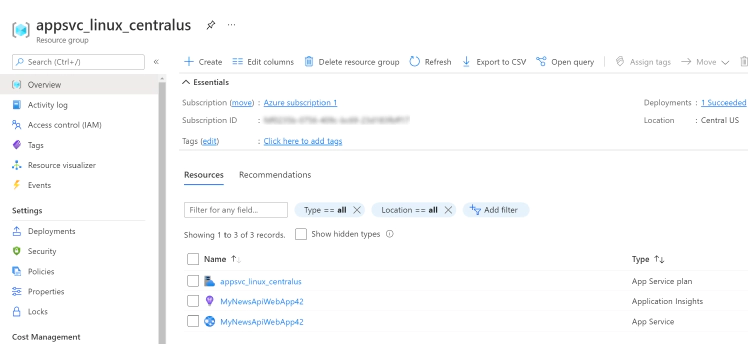 appsvc_linux_centralus
Resource group
Search (Ctrl+/)
Overview
Activity log
Access control (IAM)
Tags
Resource visualizer
Events
Settings
Deployments
Security
Policies
Properties
Locks
Cost Management
Create Edit columns Delete resource group Refresh Export to CSV Open query Assign tags Move
Essentials
Subscription (move) : Azure subscription 1 Deployments : 1 Succeeded
Subscription ID : Location : Central US
Tags (edit) : Click here to add tags
Resources Recommendations
Filter for any field... Type == all Location == all Add filter
Showing 1 to 3 of 3 records. Show hidden types
Name Type
appsvc_linux_centralus App Service plan
MyNewsApiWebApp42 Application Insights
MyNewsApiWebApp42 App Service